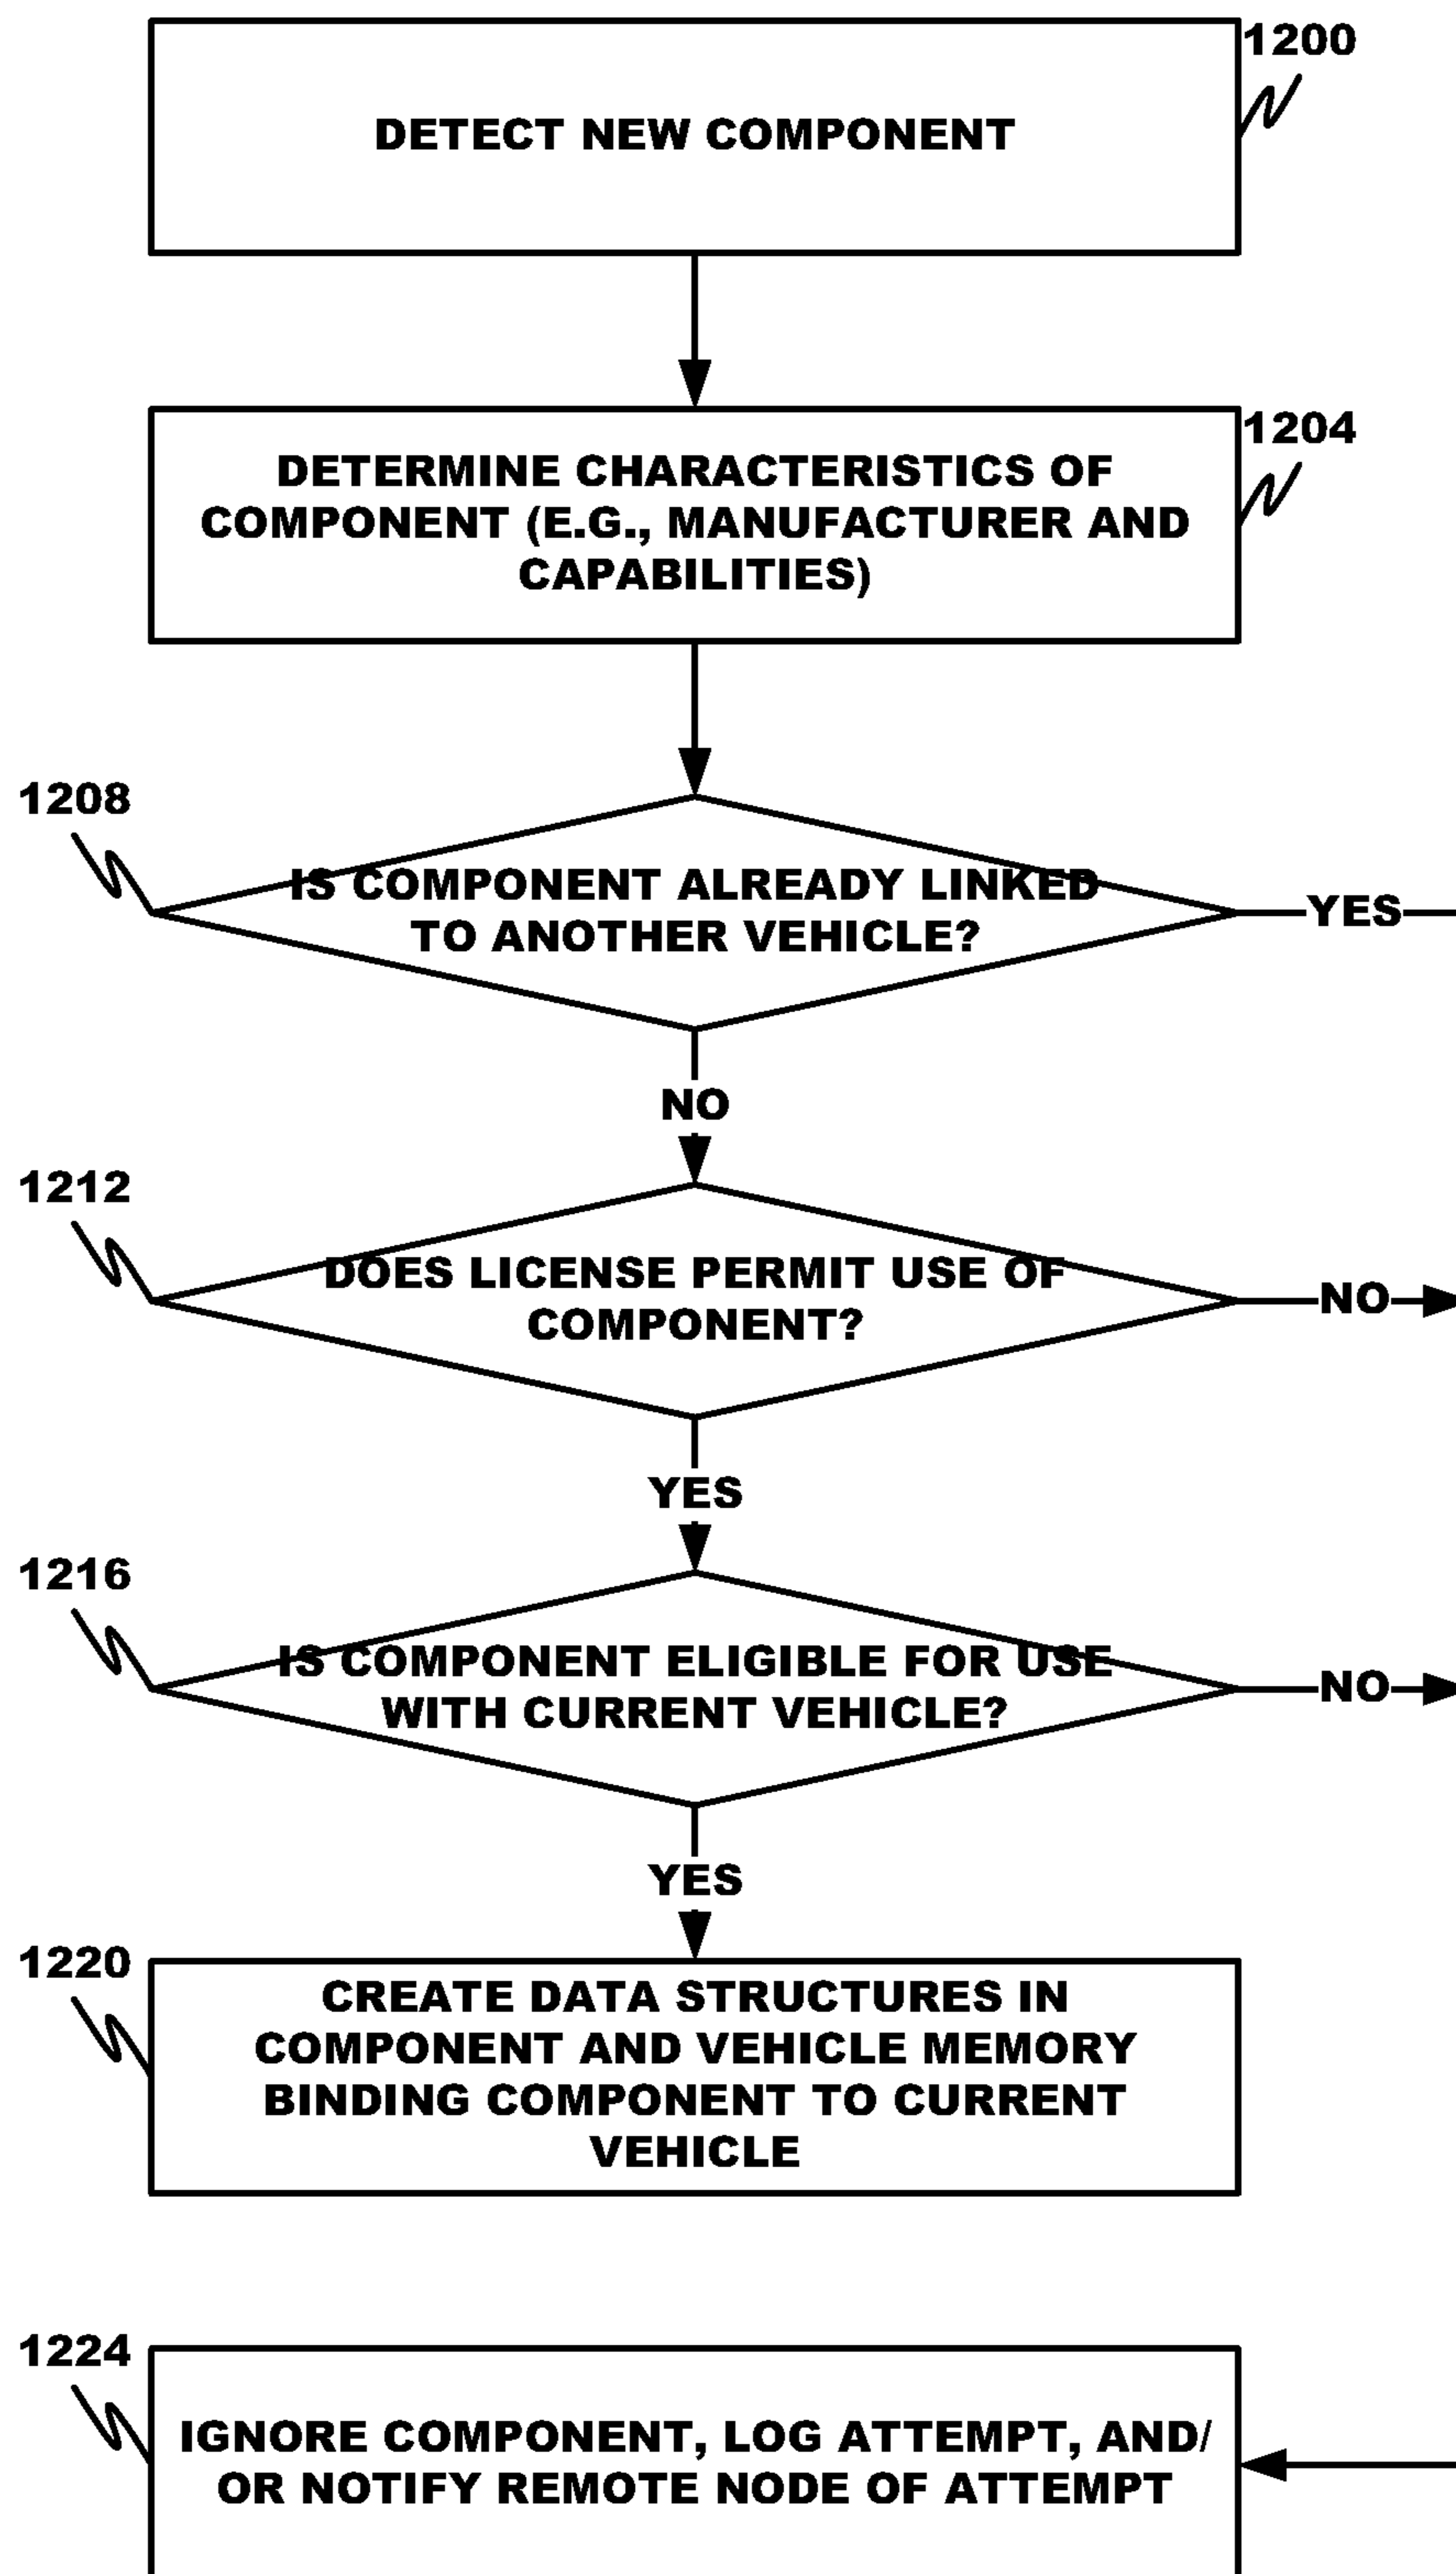 DETECT NEW COMPONENT
1200
DETERMINE CHARACTERISTICS OF
COMPONENT (E.G., MANUFACTURER AND
CAPABILITIES)
1204
1208
IS COMPONENT ALREADY LINKED
TO ANOTHER VEHICLE?
YES
NO
1212
DOES LICENSE PERMIT USE OF
COMPONENT?
NO
YES
1216
IS COMPONENT ELIGIBLE FOR USE
WITH CURRENT VEHICLE?
NO
YES
1220
CREATE DATA STRUCTURES IN
COMPONENT AND VEHICLE MEMORY
BINDING COMPONENT TO CURRENT
VEHICLE
1224
IGNORE COMPONENT, LOG ATTEMPT, AND/
OR NOTIFY REMOTE NODE OF ATTEMPT